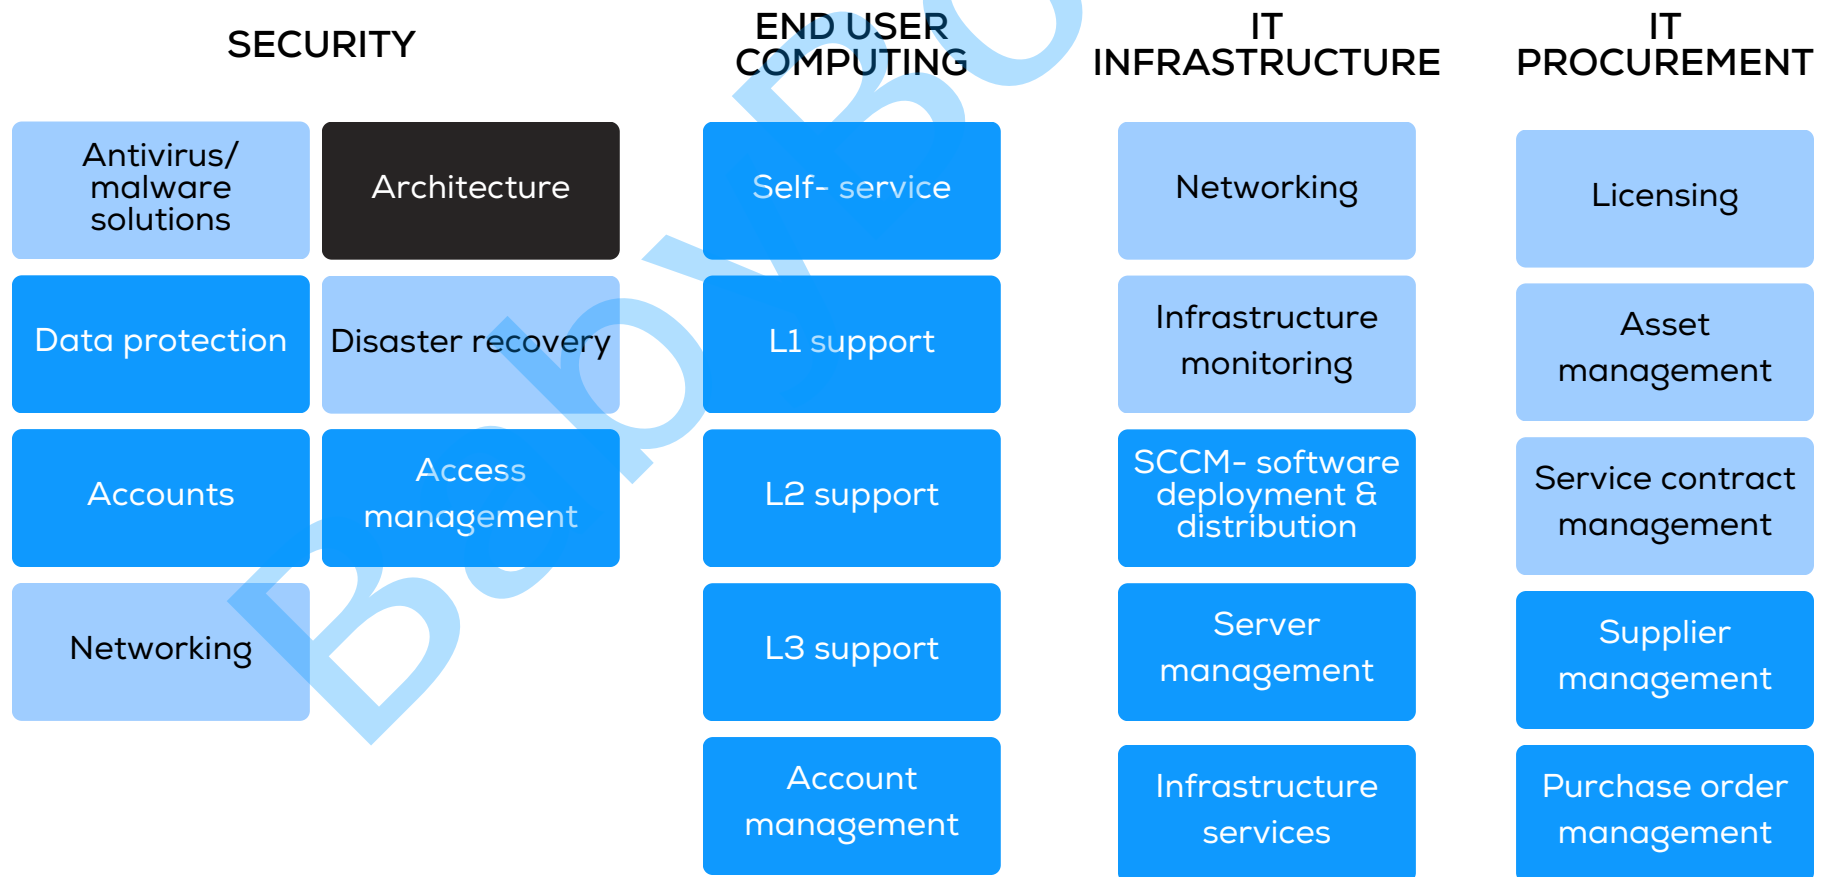 SECURITY
Antivirus/
malware
solutions
Architecture
Data protection
Disaster recovery
Accounts
Access
management
Networking
END USER
COMPUTING
Self- service
L1 support
L2 support
L3 support
Account
management
IT
INFRASTRUCTURE
Networking
Infrastructure
monitoring
SCCM- software
deployment &
distribution
Server
management
Infrastructure
services
IT
PROCUREMENT
Licensing
Asset
management
Service contract
management
Supplier
management
Purchase order
management